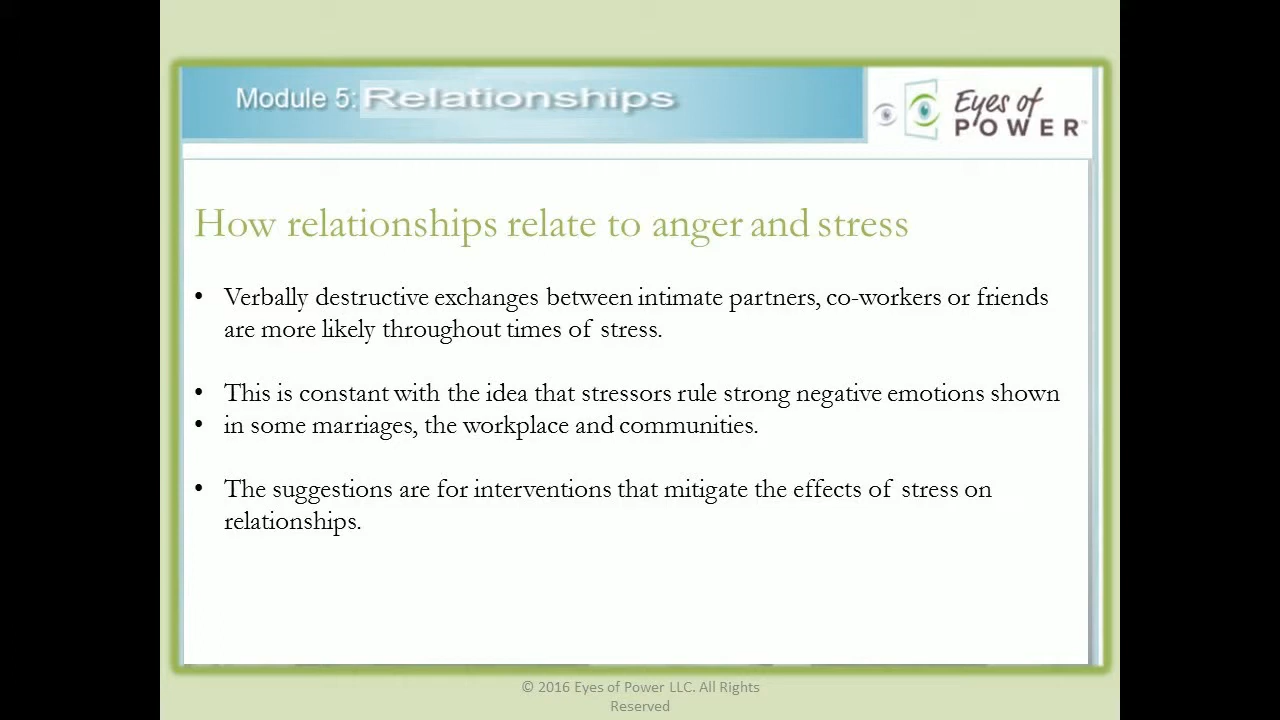 Module 5: Relationships
Eyes of
POWER™
How relationships relate to anger and stress
• Verbally destructive exchanges between intimate partners, co-workers or friends
are more likely throughout times of stress.
• This is constant with the idea that stressors rule strong negative emotions shown
• in some marriages, the workplace and communities.
• The suggestions are for interventions that mitigate the effects of stress on
relationships.
© 2016 Eyes of Power LLC. All Rights
Reserved